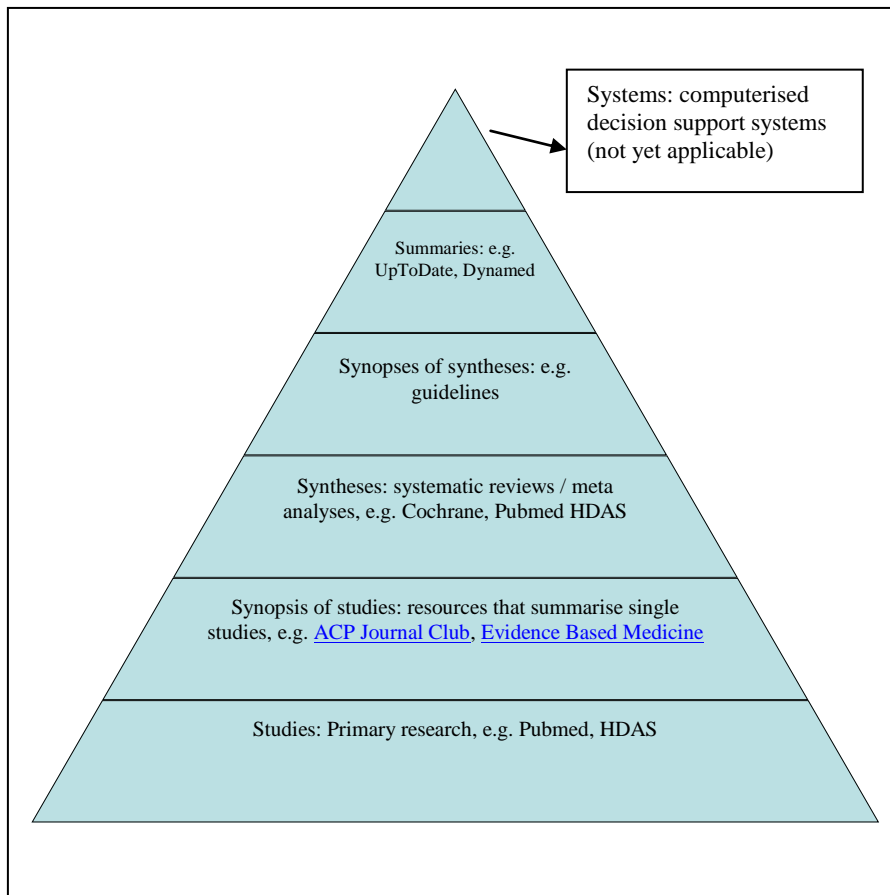 Systems: computerised
decision support systems
(not yet applicable)
Summaries: e.g.
UpToDate, Dynamed
Synopses of syntheses: e.g.
guidelines
Syntheses: systematic reviews / meta
analyses, e.g. Cochrane, Pubmed HDAS
Synopsis of studies: resources that summarise single
studies, e.g. ACP Journal Club, Evidence Based Medicine
Studies: Primary research, e.g. Pubmed, HDAS